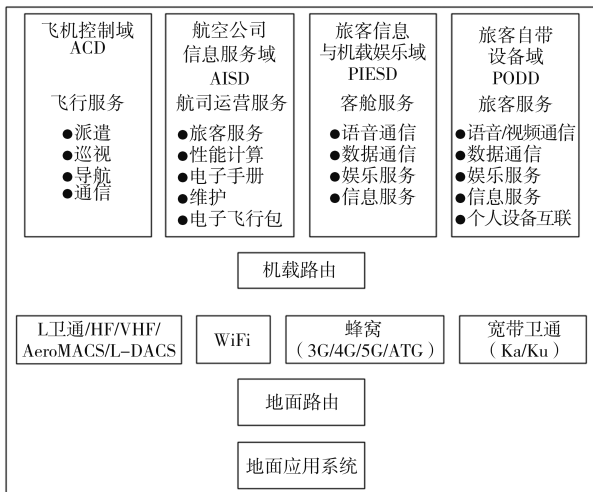 飞机控制域
ACD
飞行服务
●派遣
●巡视
●导航
●通信
航空公司
信息服务域
AISD
航司运营服务
●旅客服务
●性能计算
●电子手册
●维护
●电子飞行包
旅客信息
与机载娱乐域
PIESD
客舱服务
●语音通信
●数据通信
●娱乐服务
●信息服务
旅客自带
设备域
PODD
旅客服务
●语音/视频通信
●数据通信
●娱乐服务
●信息服务
●个人设备互联
机载路由
L卫通/HF/VHF/
AeroMACS/L-DACS
WiFi
蜂窝
(3G/4G/5G/ATG)
宽带卫通
(Ka/Ku)
地面路由
地面应用系统